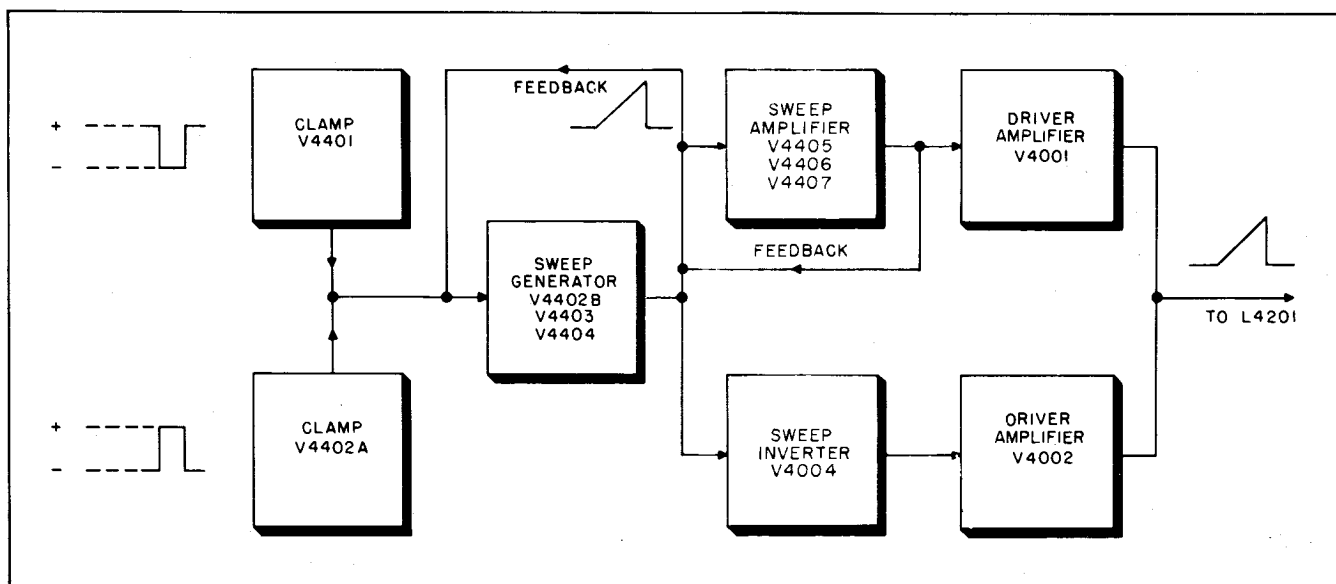 +
-
CLAMP
V4401
FEEDBACK
SWEEP
AMPLIFIER
V4405
V4406
V4407
DRIVER
AMPLIFIER
V4001
SWEEP
GENERATOR
V4402B
V4403
V4404
FEEDBACK
TO L4201
+
-
CLAMP
V4402A
SWEEP
INVERTER
V4004
ORIVER
AMPLIFIER
V4002